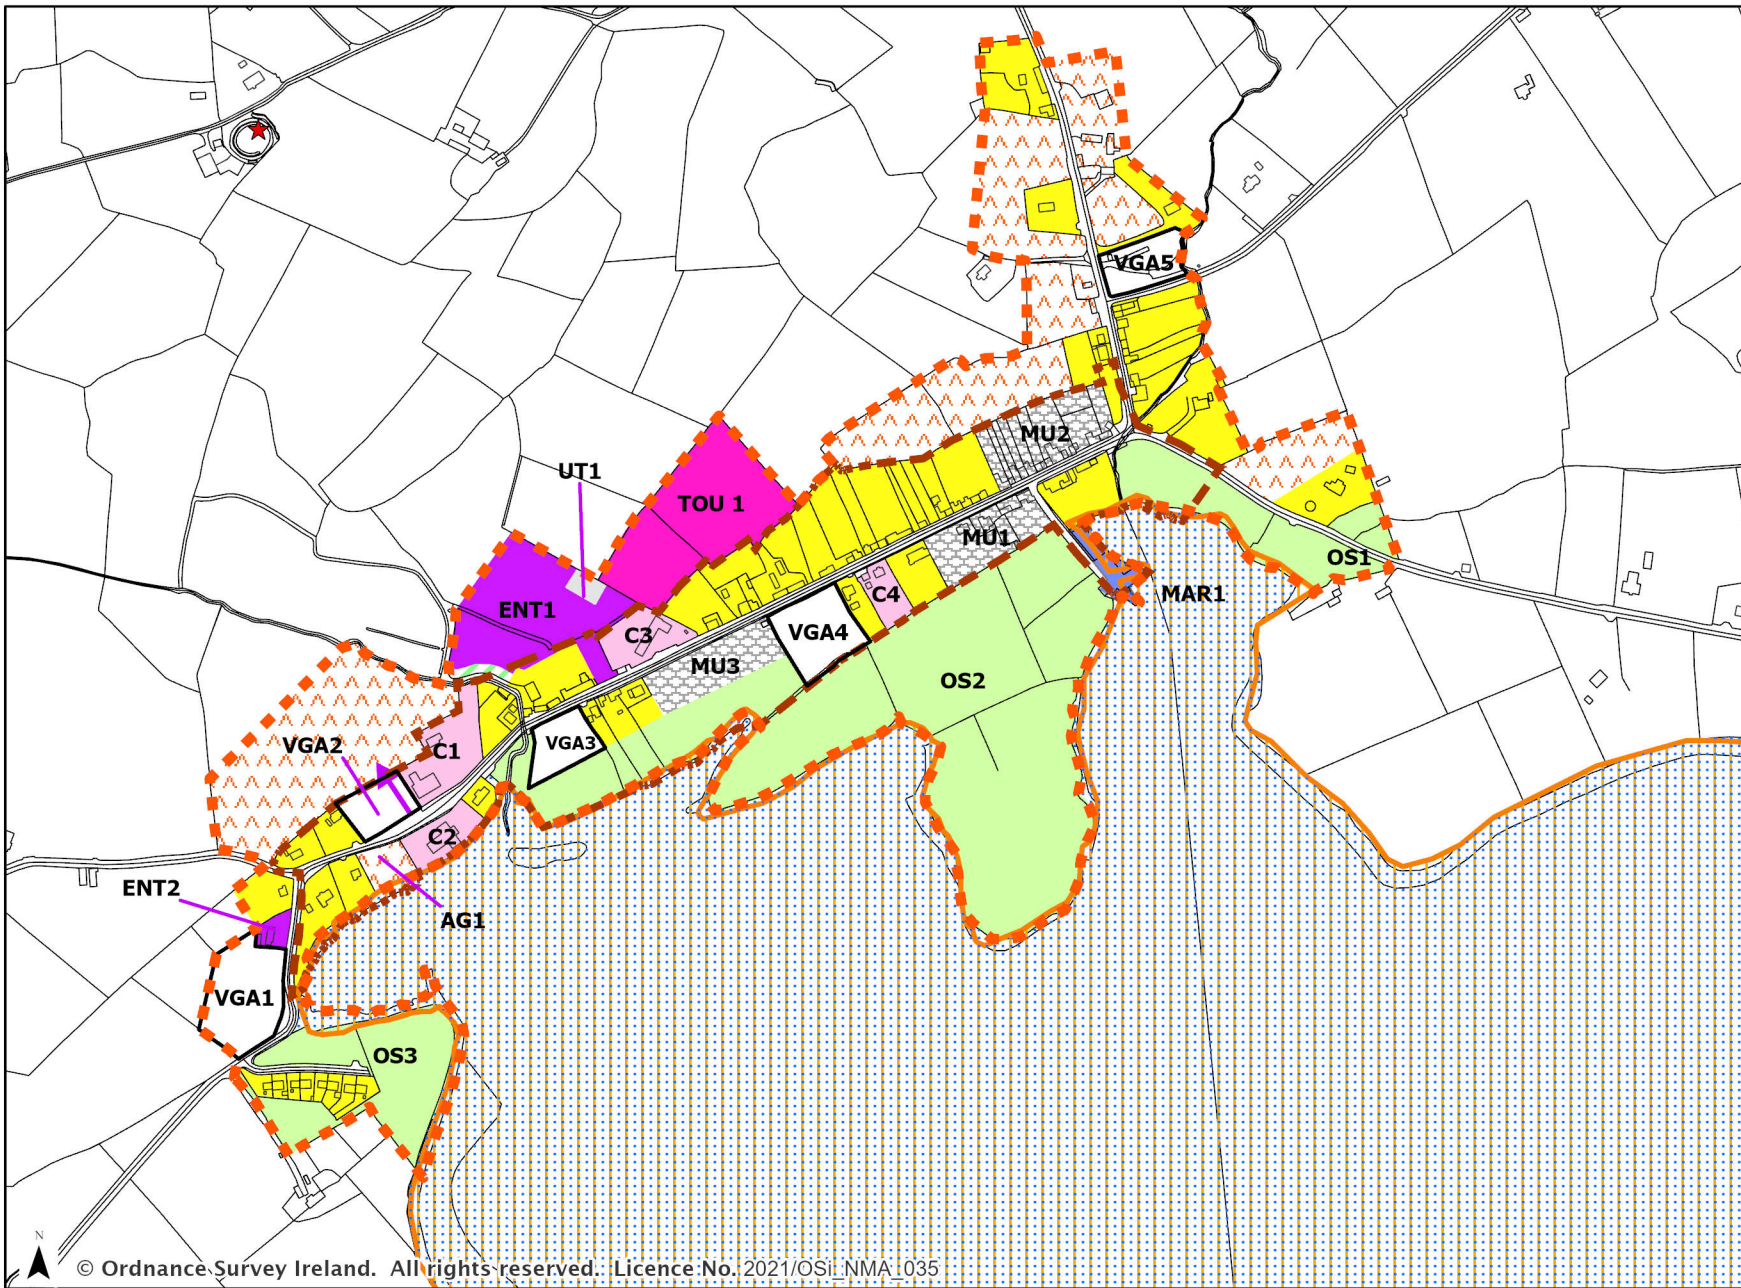 VGA5
MU2
UT1
TOU 1
MU1
OS1
ENT1
C4
MAR1
C3
VGA4
MU3
OS2
VGA2
C1
VGA3
C2
ENT2
AG1
VGA1
OS3
N
© Ordnance Survey Ireland. All rights reserved. Licence No. 2021/OSi_NMA_035